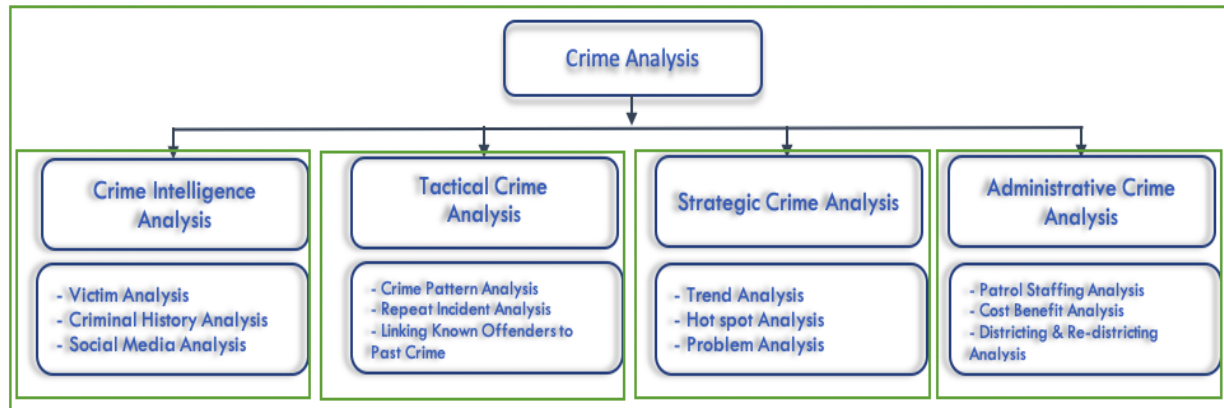 Crime Analysis
Crime Intelligence
Analysis
- Victim Analysis
- Criminal History Analysis
- Social Media Analysis
Tactical Crime
Analysis
- Crime Pattern Analysis
- Repeat Incident Analysis
- Linking Known Offenders to
Past Crime
Strategic Crime Analysis
- Trend Analysis
- Hot spot Analysis
- Problem Analysis
Administrative Crime
Analysis
- Patrol Staffing Analysis
- Cost Benefit Analysis
- Districting & Re-districting
Analysis